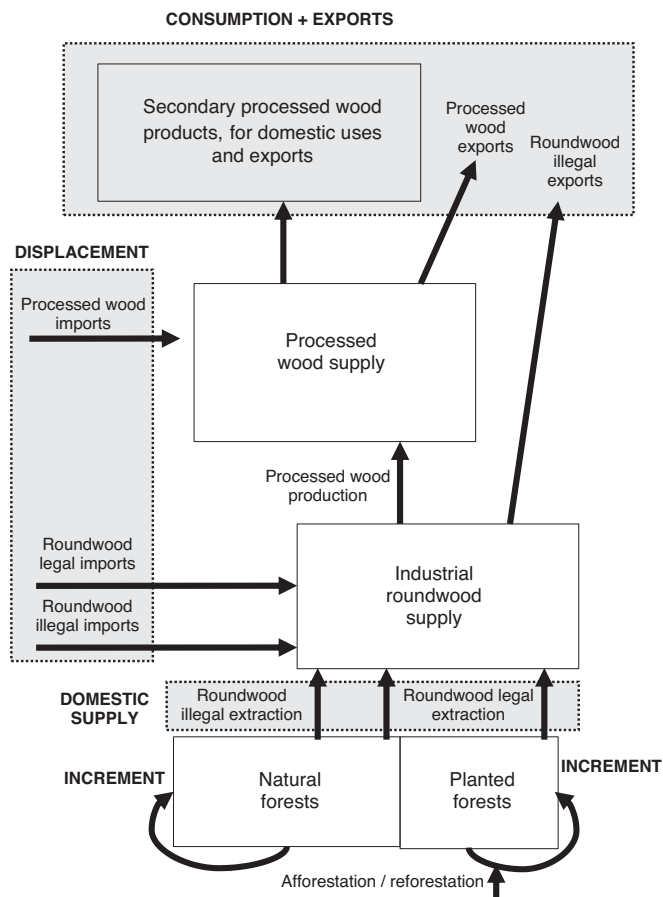 CONSUMPTION + EXPORTS
Secondary processed wood
products, for domestic uses
and exports
Processed
wood
exports
Roundwood
illegal
exports
DISPLACEMENT
Processed wood
imports
Processed
wood supply
Processed wood
production
Roundwood
legal imports
Roundwood
illegal imports
Industrial
roundwood
supply
DOMESTIC
SUPPLY
Roundwood
illegal extraction
Roundwood legal
extraction
INCREMENT
Natural
forests
Planted
forests
INCREMENT
Afforestation / reforestation